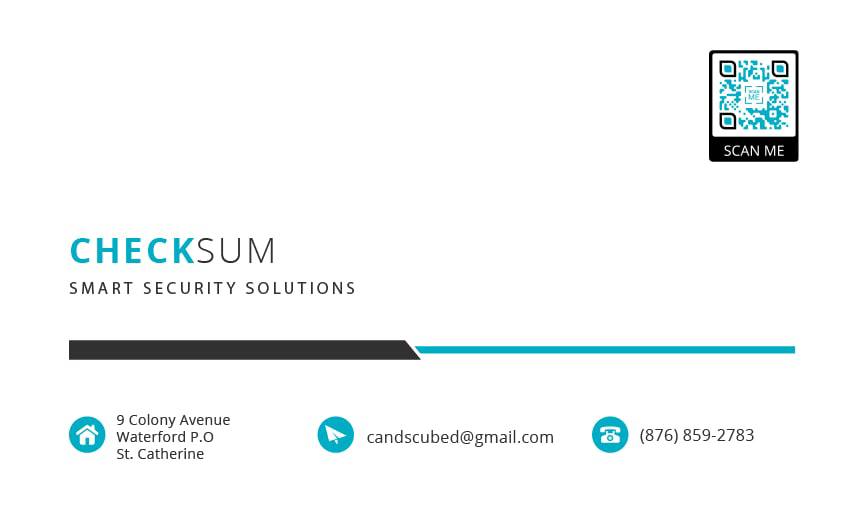 SCAN ME
CHECKSUM
SMART SECURITY SOLUTIONS
9 Colony Avenue
Waterford P.O
St. Catherine
candscubed@gmail.com
(876) 859-2783